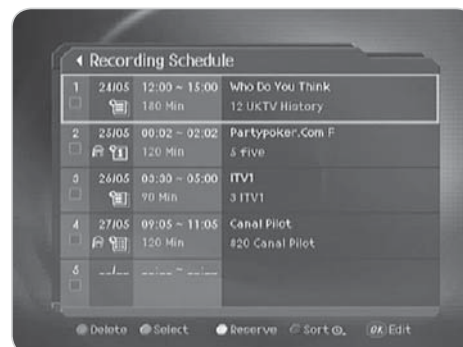 Recording Schedule
1 24/05 12:00 ~ 15:00 Who Do You Think
180 Min 12 UKTV History
2 25/05 00:02 ~ 02:02 Partypoker.Com F
120 Min 5 five
3 26/05 03:30 ~ 05:00 ITV1
90 Min 3 ITV1
4 27/05 09:05 ~ 11:05 Canal Pilot
120 Min 820 Canal Pilot
5 --/-- --:-- ~ --:--
Delete Select Reserve Sort OK Edit